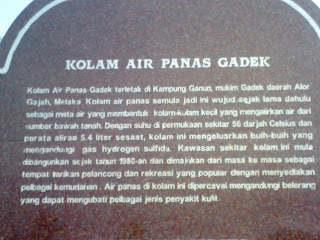 KOLAM AIR PANAS GADEK
Kolam Air Panas Gadek terletak di Kampung Ganun, mukim Gadek daerah Alor
Gajah, Melaka. Kolam air panas semula jadi ini wujud sejak lama dahulu
sebagai mata air yang membentuk kolam-kulam kecil yang mengairkan air dari
sumber bawah tanah. Dengan suhu di permukaan sekitar 56 darjah Celsius dan
purata aliran 5.4 liter sesaat, kolam ini mengeluarkan buih-buih yang
mengandungi gas hydrogen sulfida. Kawasan sekitar kolam ini mula
dibangunkan sejak tahun 1980-an dan dimajukan dari masa ke masa sebagai
tempat tarikan pelancong dan rekreasi yang popular dengan menyediakan
pelbagai kemudahan. Air panas di kolam ini dipercayai mengandungi belerang
yang dapat mengubati pelbagai jenis penyakit kulit.